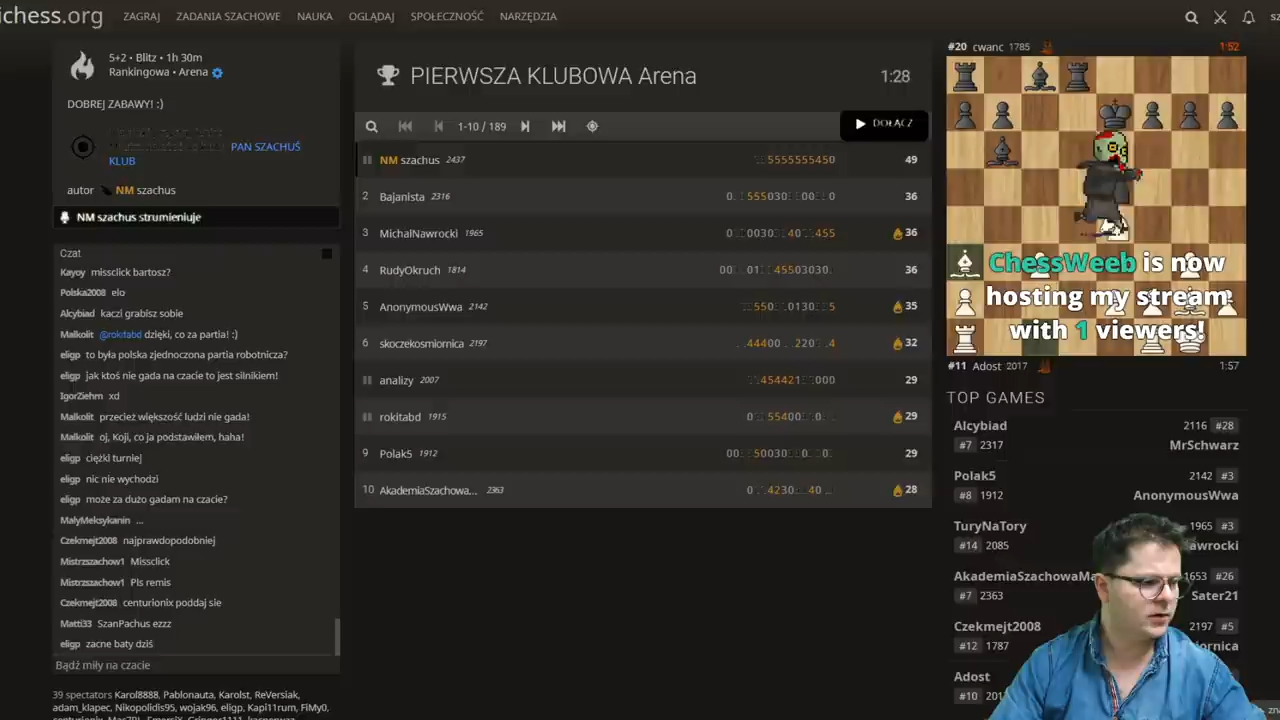 ichess.org
ZAGRAJ ZADANIA SZACHOWE NAUKA OGLĄDAJ SPOŁECZNOŚĆ NARZĘDZIA
5+2 • Blitz • 1h 30m
Rankingowa • Arena
DOBREJ ZABAWY! :)
PAN SZACHUŚ
KLUB
autor NM szachus
NM szachus strumieniuje
Czat
Kayoy missclick bartosz?
Polska2008 elo
Alcybiad kaczi grabisz sobie
Malkolit @rokitabd dzięki, co za partia! :)
eligp to była polska zjednoczona partia robotnicza?
eligp jak ktoś nie gada na czacie to jest silnikiem!
IgorZiehm xd
Malkolit przecież większość ludzi nie gada!
Malkolit oj, Koji, co ja podstawiłem, haha!
eligp ciężki turniej
eligp nic nie wychodzi
eligp może za dużo gadam na czacie?
MalyMeksykanin ...
Czekmejt2008 najprawdopodobniej
Mistrzszachow1 Missclick
Mistrzszachow1 Pls remis
Czekmejt2008 centurionix poddaj sie
Matti33 SzanPachus ezzz
eligp zacne baty dziś
Bądź miły na czacie
39 spectators Karol8888, Pablonauta, Karolst, ReVersiak,
adam_klapec, Nikopolidis95, wojak96, eligp, Kapi11rum, FiMy0,
PIERWSZA KLUBOWA Arena 1:28
1-10 / 189 DOŁĄCZ
NM szachus 2437 5555555450 49
2 Bajanista 2316 36
3 MichalNawrocki 1965 36
4 RudyOkruch 1814 36
5 AnonymousWwa 2142 35
6 skoczekosmiornica 2197 32
analizy 2007 29
rokitabd 1915 29
9 Polak5 1912 29
10 AkademiaSzachowa... 2363 28
#20 cwanc 1785 1:52
ChessWeeb is now
hosting my stream
with 1 viewers!
#11 Adost 2017 1:57
TOP GAMES
Alcybiad 2116 #28
#7 2317 MrSchwarz
Polak5 2142 #3
#8 1912 AnonymousWwa
TuryNaTory 1965 #3
#14 2085 awrocki
AkademiaSzachowaMa 1653 #26
#7 2363 Sater21
Czekmejt2008 2197 #5
#12 1787 ornica
Adost
#10 201